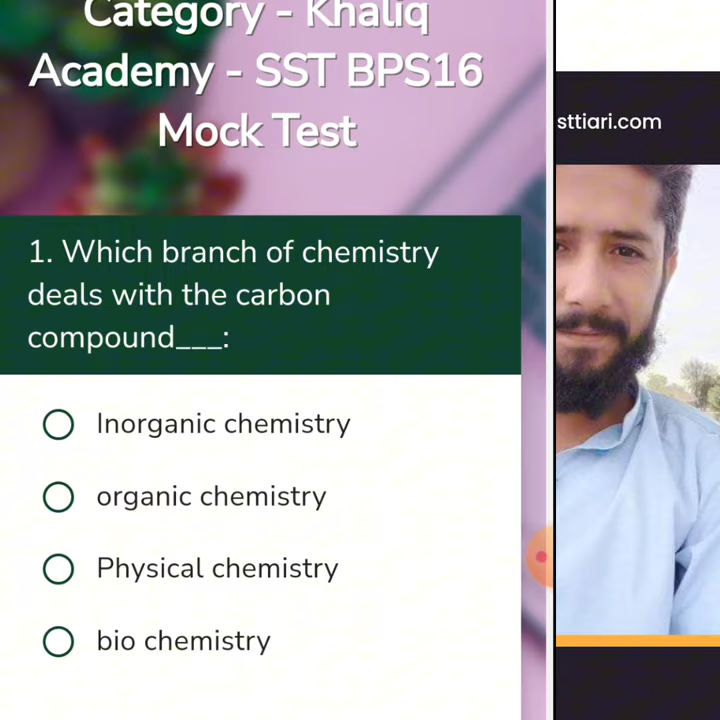 Category - Khaliq
Academy - SST BPS16
Mock Test
sttiari.com
1. Which branch of chemistry
deals with the carbon
compound___:
Inorganic chemistry
organic chemistry
Physical chemistry
bio chemistry